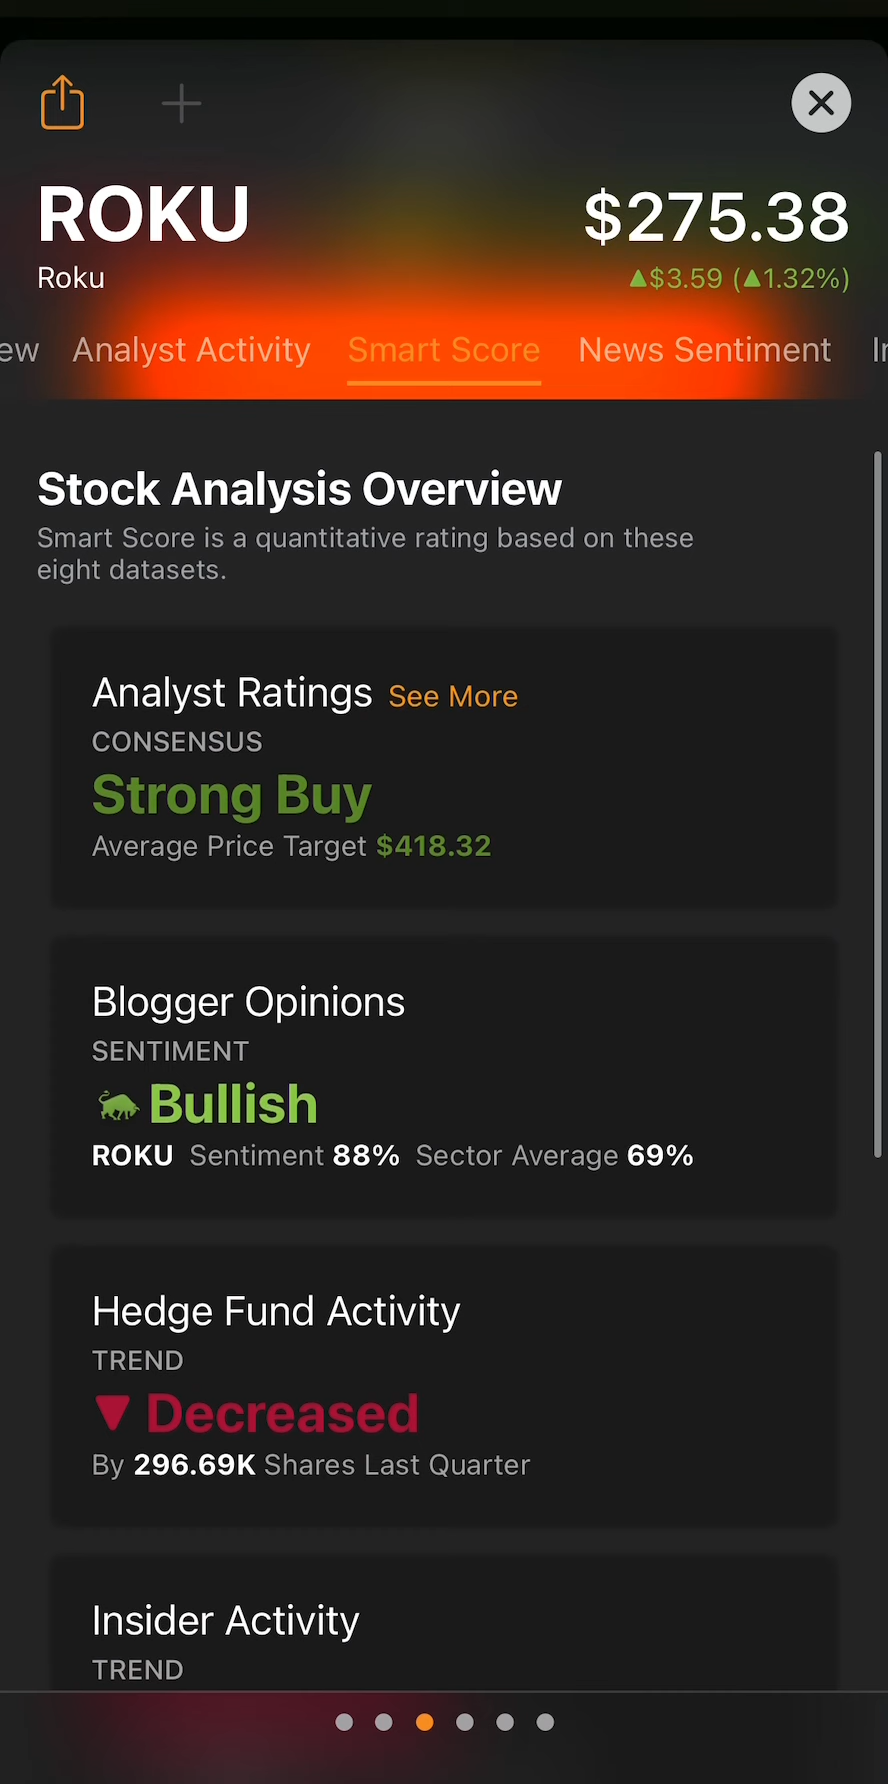 ROKU
$275.38
Roku
▲$3.59 (▲1.32%)
ew Analyst Activity Smart Score News Sentiment
Stock Analysis Overview
Smart Score is a quantitative rating based on these
eight datasets.
Analyst Ratings See More
CONSENSUS
Strong Buy
Average Price Target $418.32
Blogger Opinions
SENTIMENT
Bullish
ROKU Sentiment 88% Sector Average 69%
Hedge Fund Activity
TREND
▼ Decreased
By 296.69K Shares Last Quarter
Insider Activity
TREND